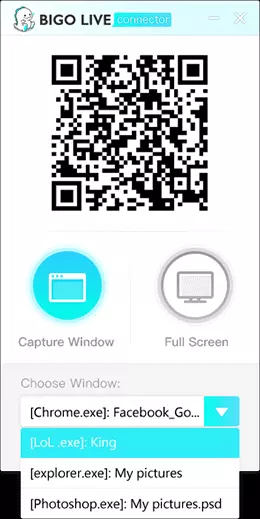 BIGO LIVE connector
Capture Window
Full Screen
Choose Window:
[Chrome.exe]: Facebook_Go...
[LoL .exe]: King
[explorer.exe]: My pictures
[Photoshop.exe]: My pictures.psd